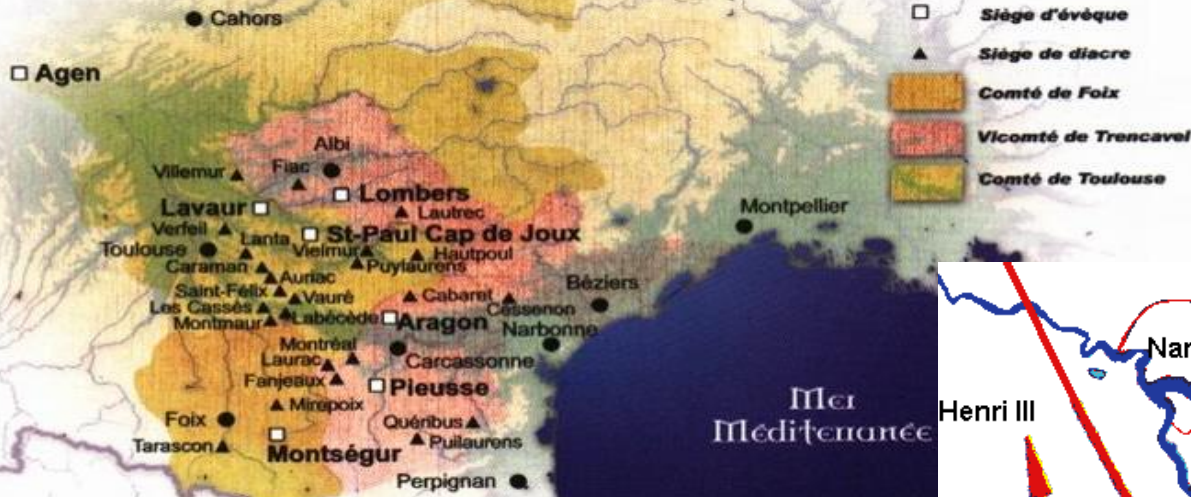 Cahors
Siège d'évèque
Siège de diacre
Agen
Comté de Foix
Vicomté de Trencavel
Comté de Toulouse
Albi
Fiac
Villemur
Lombers
Lavaur
Lautrec
Montpellier
Verfeil
Lanta
St-Paul Cap de Joux
Toulouse
Vielmur
Hautpoul
Caraman
Puylaurens
Auriac
Béziers
Saint-Félix
Vauré
Cabaret
Cessenon
Les Cassès
Labécède
Montmaur
Aragon
Narbonne
Montréal
Laurac
Carcassonne
Fanjeaux
Pieusse
Mirepoix
Mer
Méditerranée
Foix
Quéribus
Tarascon
Puilaurens
Montségur
Perpignan
Nar
Henri III